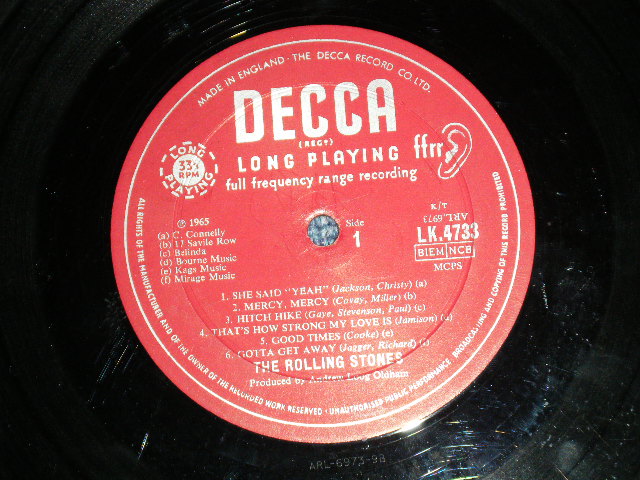 MADE IN ENGLAND · THE DECCA RECORD CO. LTD.
DECCA
(REGD)
LONG PLAYING
full frequency range recording
ffrr
LONG PLAYING
33⅓
RPM
℗ 1965
(a) C. Connelly
(b) 17 Savile Row
(c) Belinda
(d) Bourne Music
(e) Kags Music
(f) Mirage Music
Side
1
K/T
ARL.6973
LK.4733
BIEM NCB
MCPS
1. SHE SAID "YEAH" (Jackson, Christy) (a)
2. MERCY, MERCY (Covay, Miller) (b)
3. HITCH HIKE (Gaye, Stevenson, Paul) (c)
4. THAT'S HOW STRONG MY LOVE IS (Jamison) (d)
5. GOOD TIMES (Cooke) (e)
6. GOTTA GET AWAY (Jagger, Richard)
THE ROLLING STONES
Produced by Andrew Loog Oldham
ALL RIGHTS OF THE MANUFACTURER AND OF THE OWNER OF THE RECORDED WORK RESERVED · UNAUTHORISED PUBLIC PERFORMANCE, BROADCASTING AND COPYING OF THIS RECORD PROHIBITED
ARL-6973-9B